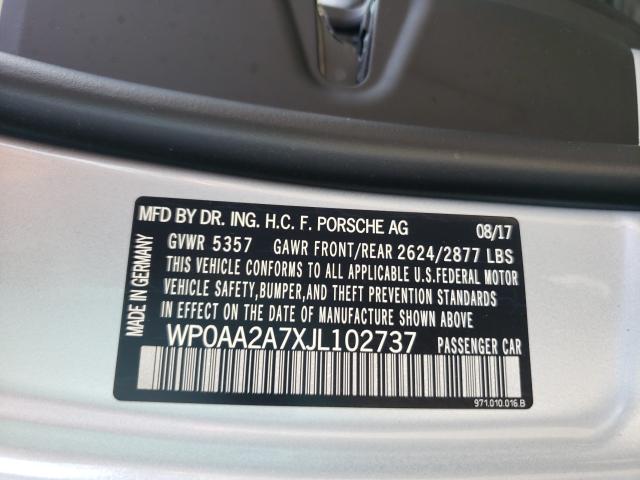 MFD BY DR. ING. H.C. F. PORSCHE AG 08/17
GVWR 5357 GAWR FRONT/REAR 2624/2877 LBS
THIS VEHICLE CONFORMS TO ALL APPLICABLE U.S.FEDERAL MOTOR
VEHICLE SAFETY,BUMPER,AND THEFT PREVENTION STANDARDS
IN EFFECT ON THE DATE OF MANUFACTURE SHOWN ABOVE
WP0AA2A7XJL102737 PASSENGER CAR
971.010.016 B
MADE IN GERMANY